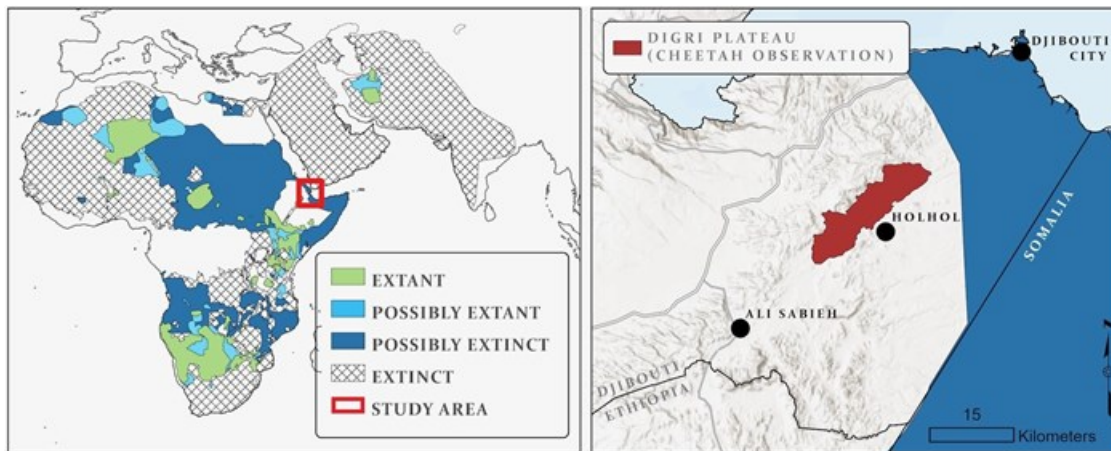 EXTANT
POSSIBLY EXTANT
POSSIBLY EXTINCT
EXTINCT
STUDY AREA
DIGRI PLATEAU
(CHEETAH OBSERVATION)
DJIBOUTI
CITY
HOLHOL
SOMALIA
ALI SABIEH
DJIBOUTI
ETHIOPIA
15
Kilometers